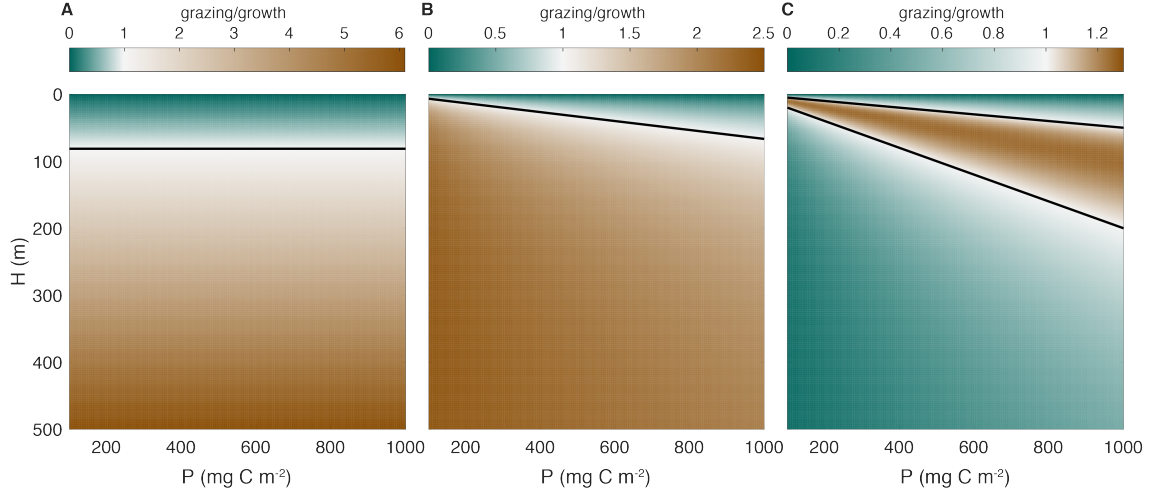 A grazing/growth B grazing/growth C grazing/growth
0 1 2 3 4 5 6 0 0.5 1 1.5 2 2.5 0 0.2 0.4 0.6 0.8 1 1.2
0
100
200
H (m)
300
400
500
200 400 600 800 1000 200 400 600 800 1000 200 400 600 800 1000
P (mg C m⁻²) P (mg C m⁻²) P (mg C m⁻²)